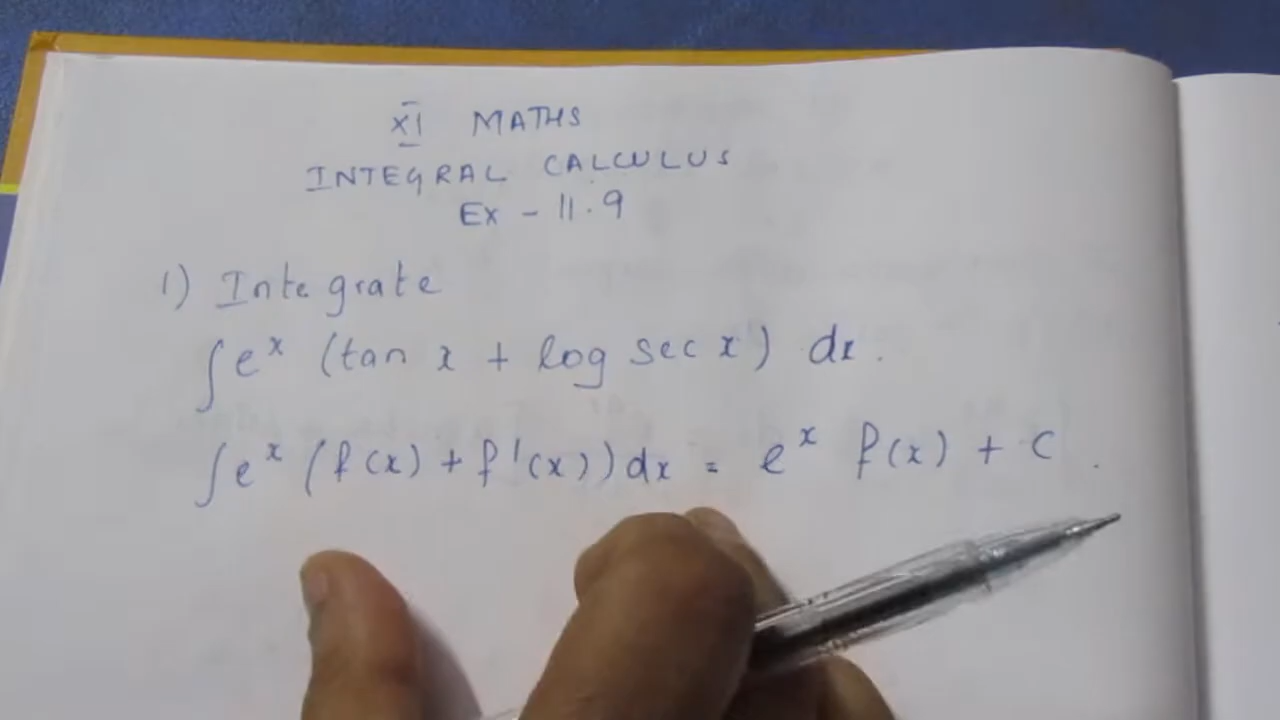 XI MATHS
INTEGRAL CALCULUS
Ex - 11.9
1) Integrate
∫e^x (tan x + log sec x) dx.
∫e^x (f(x) + f'(x)) dx = e^x f(x) + c.